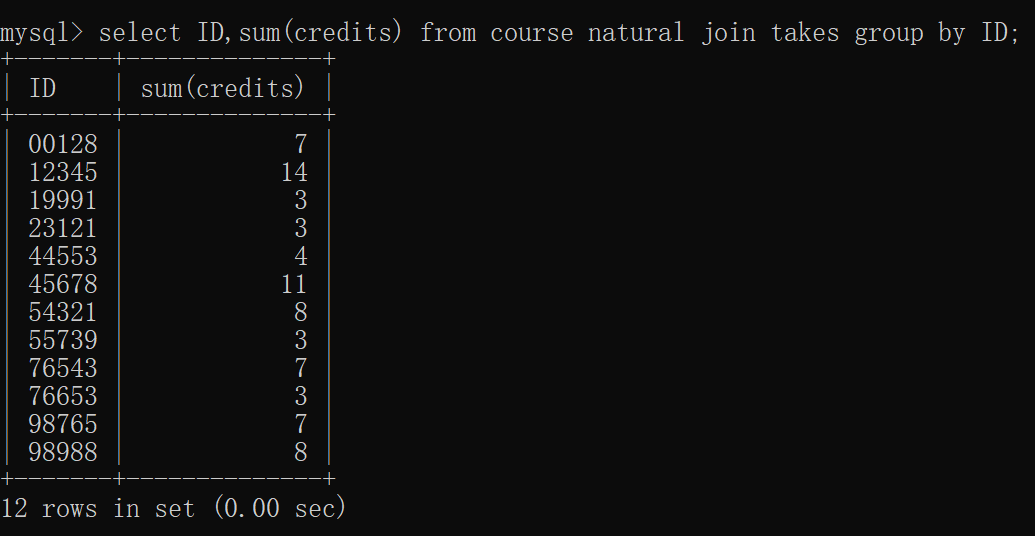 mysql> select ID,sum(credits) from course natural join takes group by ID;
+-------+--------------+
| ID    | sum(credits) |
+-------+--------------+
| 00128 |            7 |
| 12345 |           14 |
| 19991 |            3 |
| 23121 |            3 |
| 44553 |            4 |
| 45678 |           11 |
| 54321 |            8 |
| 55739 |            3 |
| 76543 |            7 |
| 76653 |            3 |
| 98765 |            7 |
| 98988 |            8 |
+-------+--------------+
12 rows in set (0.00 sec)